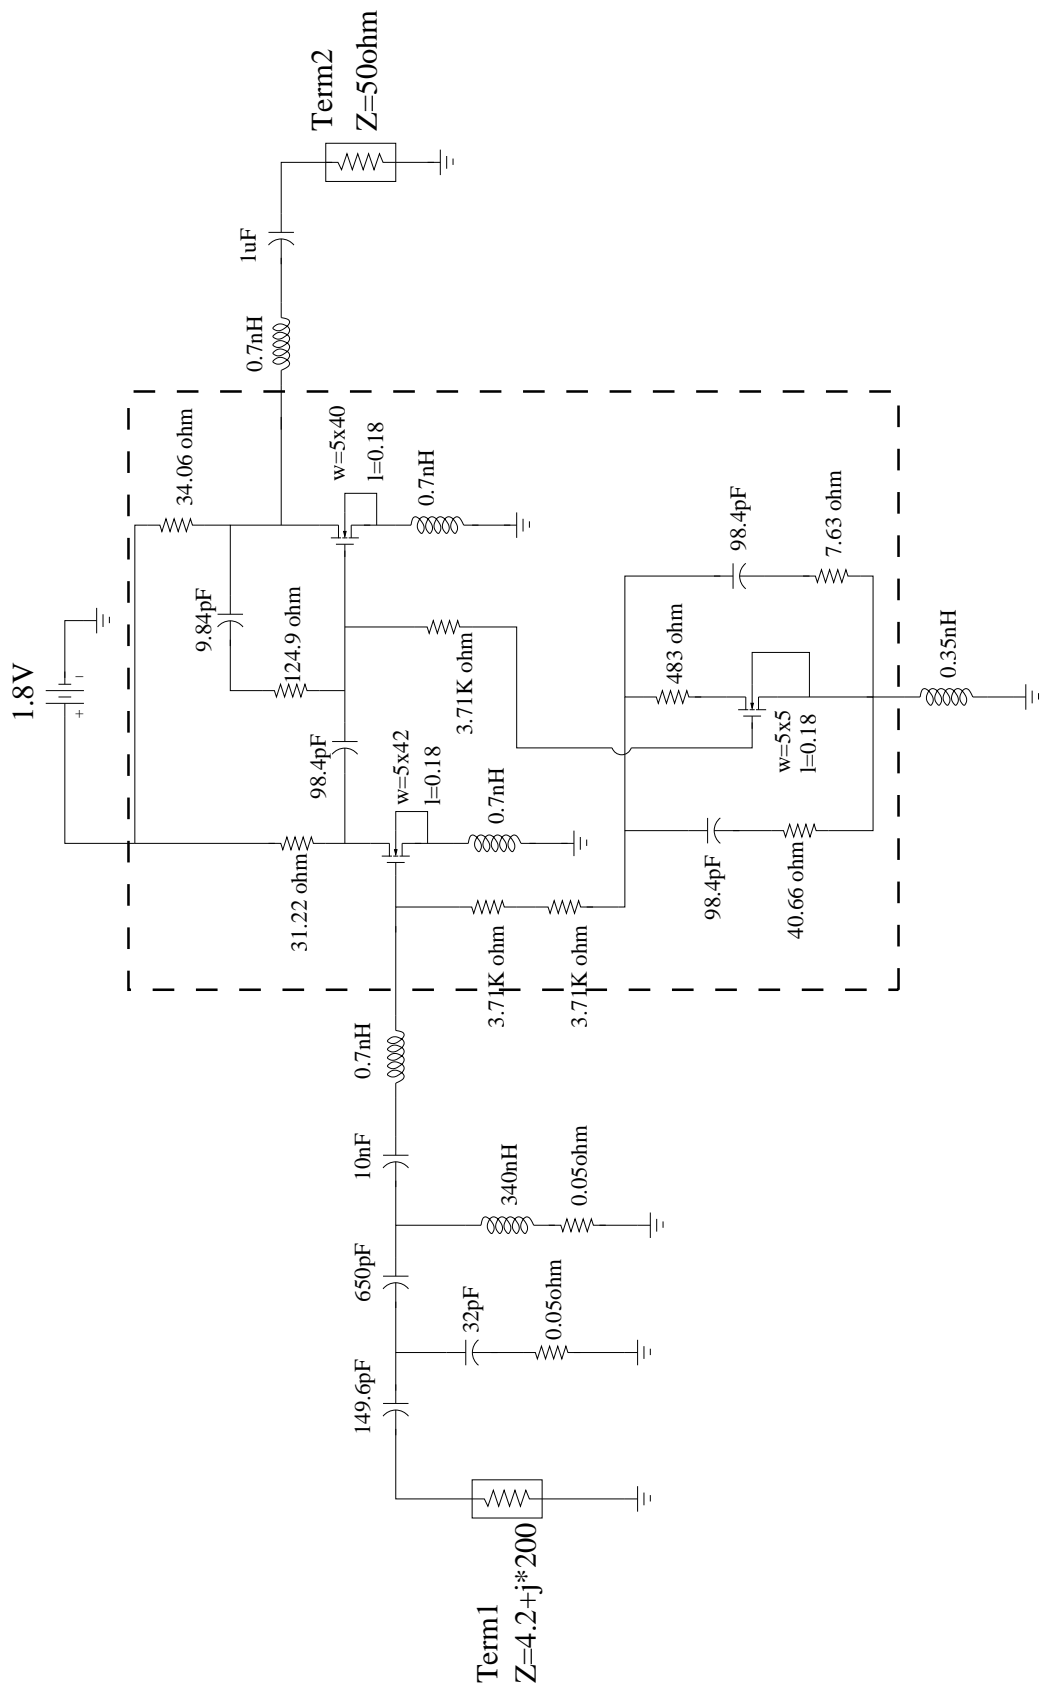 Term1
Z=4.2+j*200
149.6pF
32pF
0.05ohm
650pF
340nH
0.05ohm
10nF
0.7nH
3.71K ohm
3.71K ohm
31.22 ohm
1.8V
+
-
w=5x42
l=0.18
0.7nH
98.4pF
124.9 ohm
9.84pF
34.06 ohm
3.71K ohm
w=5x40
l=0.18
0.7nH
98.4pF
40.66 ohm
483 ohm
w=5x5
l=0.18
98.4pF
7.63 ohm
0.35nH
0.7nH
1uF
Term2
Z=50ohm